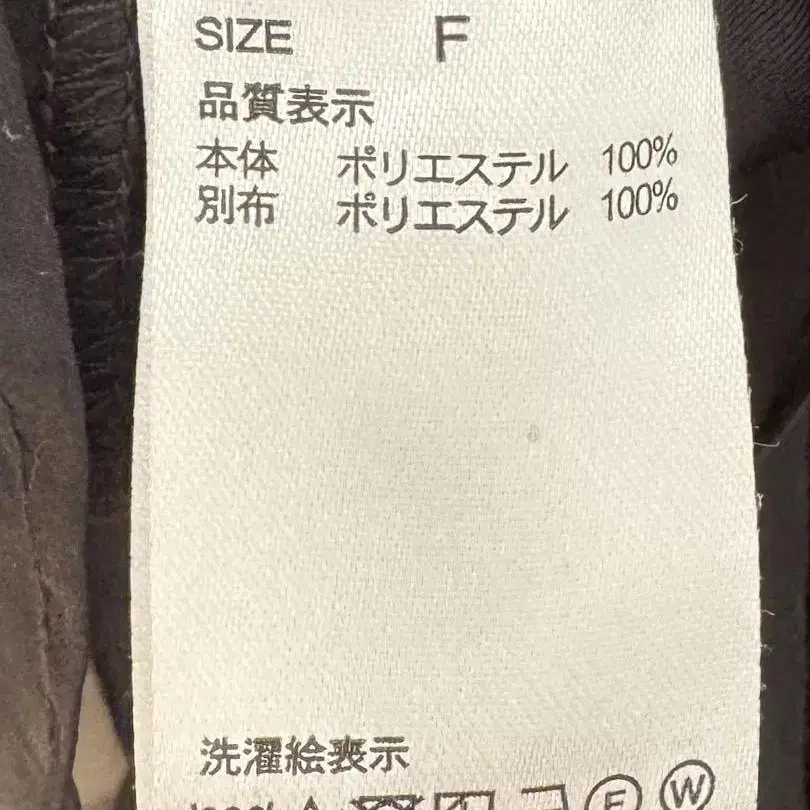 SIZE F
品質表示
本体 ポリエステル 100%
別布 ポリエステル 100%
洗濯絵表示
F W